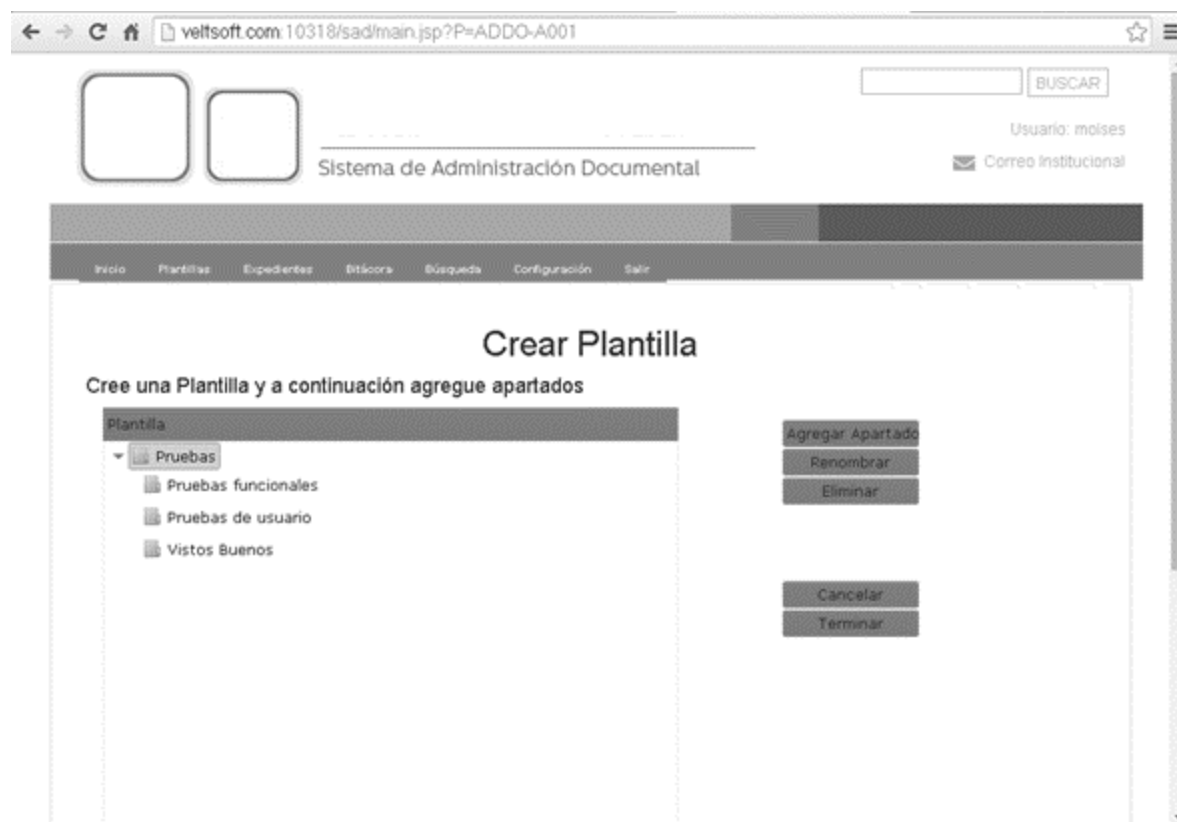 veltsoft.com:10318/sad/main.jsp?P=ADDO-A001
BUSCAR
Usuario: moises
Correo Institucional
Sistema de Administración Documental
Inicio Plantillas Expedientes Bitácora Búsqueda Configuración Salir
Crear Plantilla
Cree una Plantilla y a continuación agregue apartados
Plantilla
Pruebas
Pruebas funcionales
Pruebas de usuario
Vistos Buenos
Agregar Apartado
Renombrar
Eliminar
Cancelar
Terminar